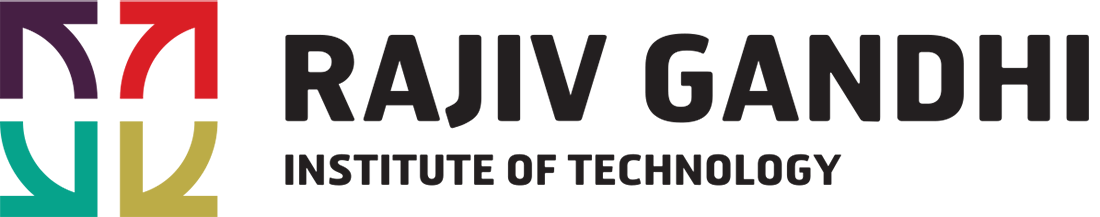 RAJIV GANDHI
INSTITUTE OF TECHNOLOGY